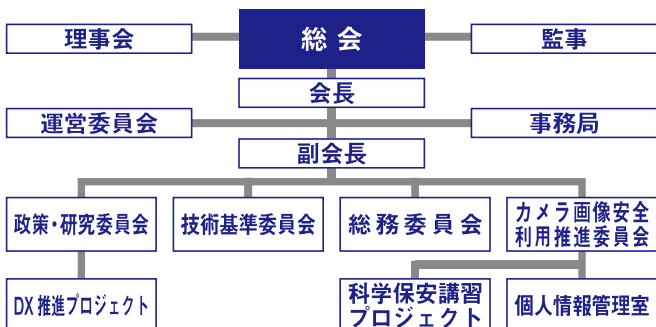 理事会
総会
監事
会長
運営委員会
事務局
副会長
政策・研究委員会
技術基準委員会
総務委員会
カメラ画像安全
利用推進委員会
DX推進プロジェクト
科学保安講習
プロジェクト
個人情報管理室